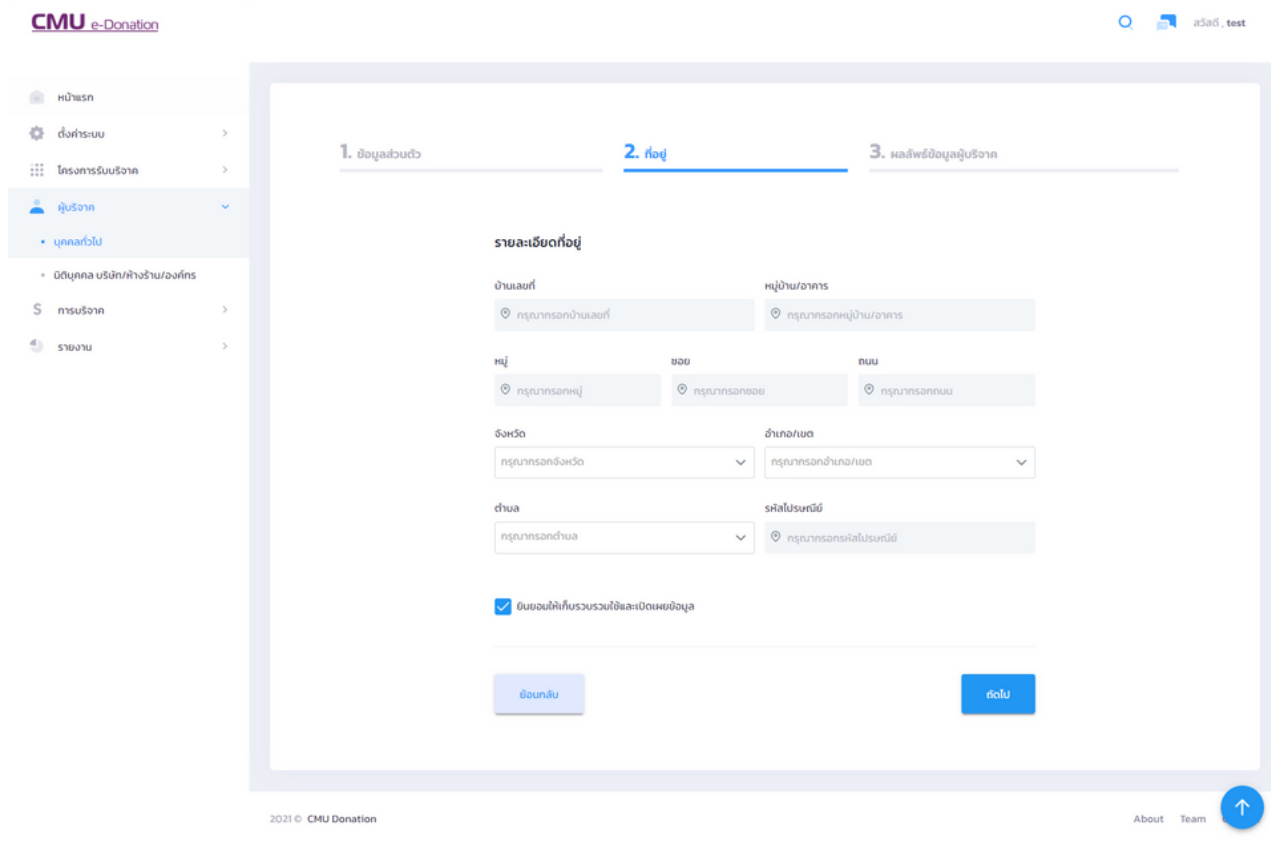 CMU e-Donation
สวัสดี , test
หน้าแรก
ตั้งค่าระบบ
โครงการรับบริจาค
ผู้บริจาค
บุคคลทั่วไป
นิติบุคคล บริษัท/ห้างร้าน/องค์กร
การบริจาค
รายงาน
1. ข้อมูลส่วนตัว 2. ที่อยู่ 3. ผลลัพธ์ข้อมูลผู้บริจาค
รายละเอียดที่อยู่
บ้านเลขที่ หมู่บ้าน/อาคาร
กรุณากรอกบ้านเลขที่ กรุณากรอกหมู่บ้าน/อาคาร
หมู่ ซอย ถนน
กรุณากรอกหมู่ กรุณากรอกซอย กรุณากรอกถนน
จังหวัด อำเภอ/เขต
กรุณากรอกจังหวัด กรุณากรอกอำเภอ/เขต
ตำบล รหัสไปรษณีย์
กรุณากรอกตำบล กรุณากรอกรหัสไปรษณีย์
ยินยอมให้เก็บรวบรวมใช้และเปิดเผยข้อมูล
ย้อนกลับ ถัดไป
2021 © CMU Donation About Team